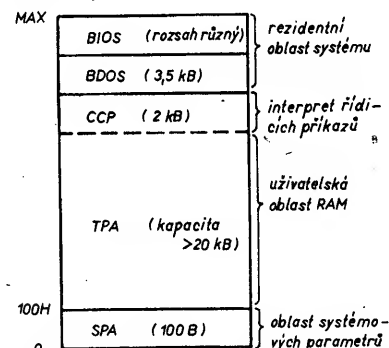 MAX
BIOS (rozsah různý)
BDOS (3,5 kB)
rezidentní
oblast systému
CCP (2 kB)
interpret řídi-
cích příkazů
TPA (kapacita
>20 kB)
uživatelská
oblast RAM
100H
SPA (100 B)
0
oblast systémo-
vých parametrů